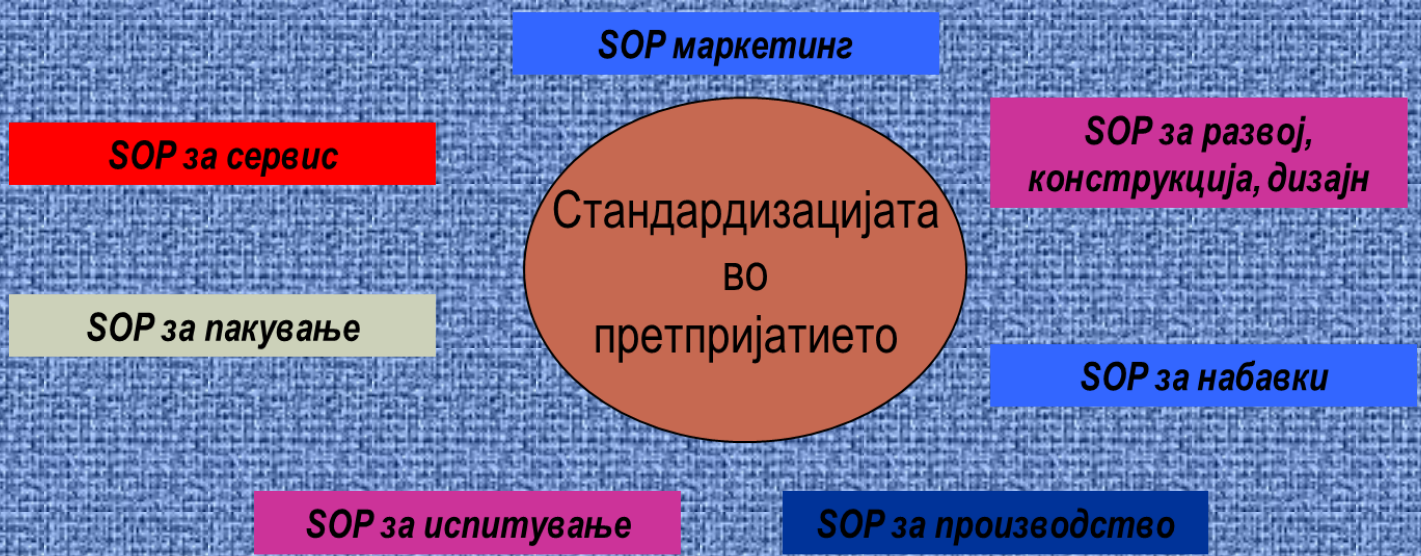 SOP маркетинг
SOP за сервис
SOP за развој,
конструкција, дизајн
Стандардизацијата
во
претпријатието
SOP за пакување
SOP за набавки
SOP за испитување
SOP за производство